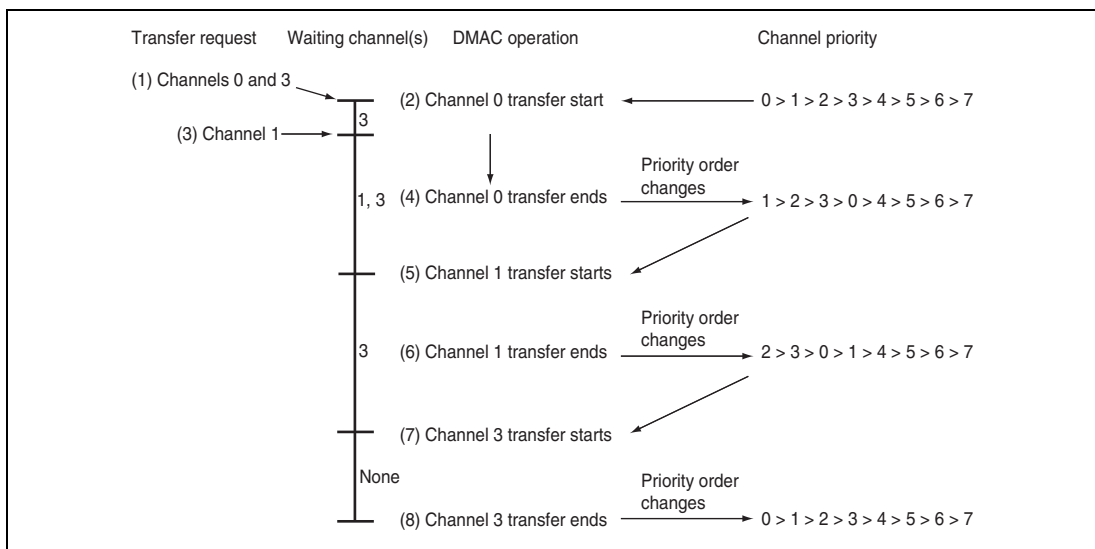 Transfer request Waiting channel(s) DMAC operation Channel priority
(1) Channels 0 and 3
(2) Channel 0 transfer start 0 > 1 > 2 > 3 > 4 > 5 > 6 > 7
3
(3) Channel 1
Priority order
changes
1, 3 (4) Channel 0 transfer ends 1 > 2 > 3 > 0 > 4 > 5 > 6 > 7
(5) Channel 1 transfer starts
Priority order
changes
3 (6) Channel 1 transfer ends 2 > 3 > 0 > 1 > 4 > 5 > 6 > 7
(7) Channel 3 transfer starts
None
Priority order
changes
(8) Channel 3 transfer ends 0 > 1 > 2 > 3 > 4 > 5 > 6 > 7